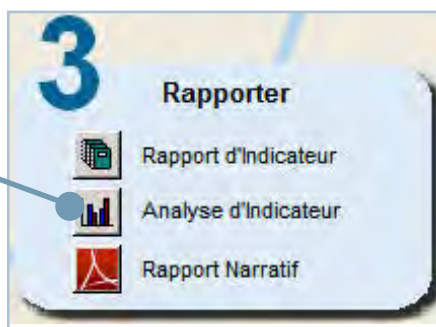 3
Rapporter
Rapport d'Indicateur
Analyse d'Indicateur
Rapport Narratif